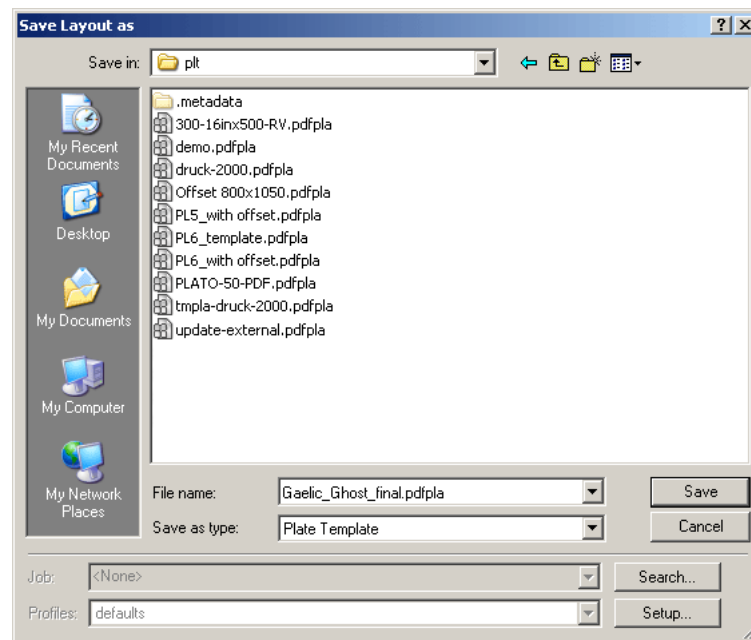 Save Layout as
Save in: plt
.metadata
300-16inx500-RV.pdfpla
demo.pdfpla
druck-2000.pdfpla
Offset 800x1050.pdfpla
PL5_with offset.pdfpla
PL6_template.pdfpla
PL6_with offset.pdfpla
PLATO-50-PDF.pdfpla
tmpla-druck-2000.pdfpla
update-external.pdfpla
My Recent
Documents
Desktop
My Documents
My Computer
My Network
Places
File name: Gaelic_Ghost_final.pdfpla Save
Save as type: Plate Template Cancel
Job: <None> Search...
Profiles: defaults Setup...